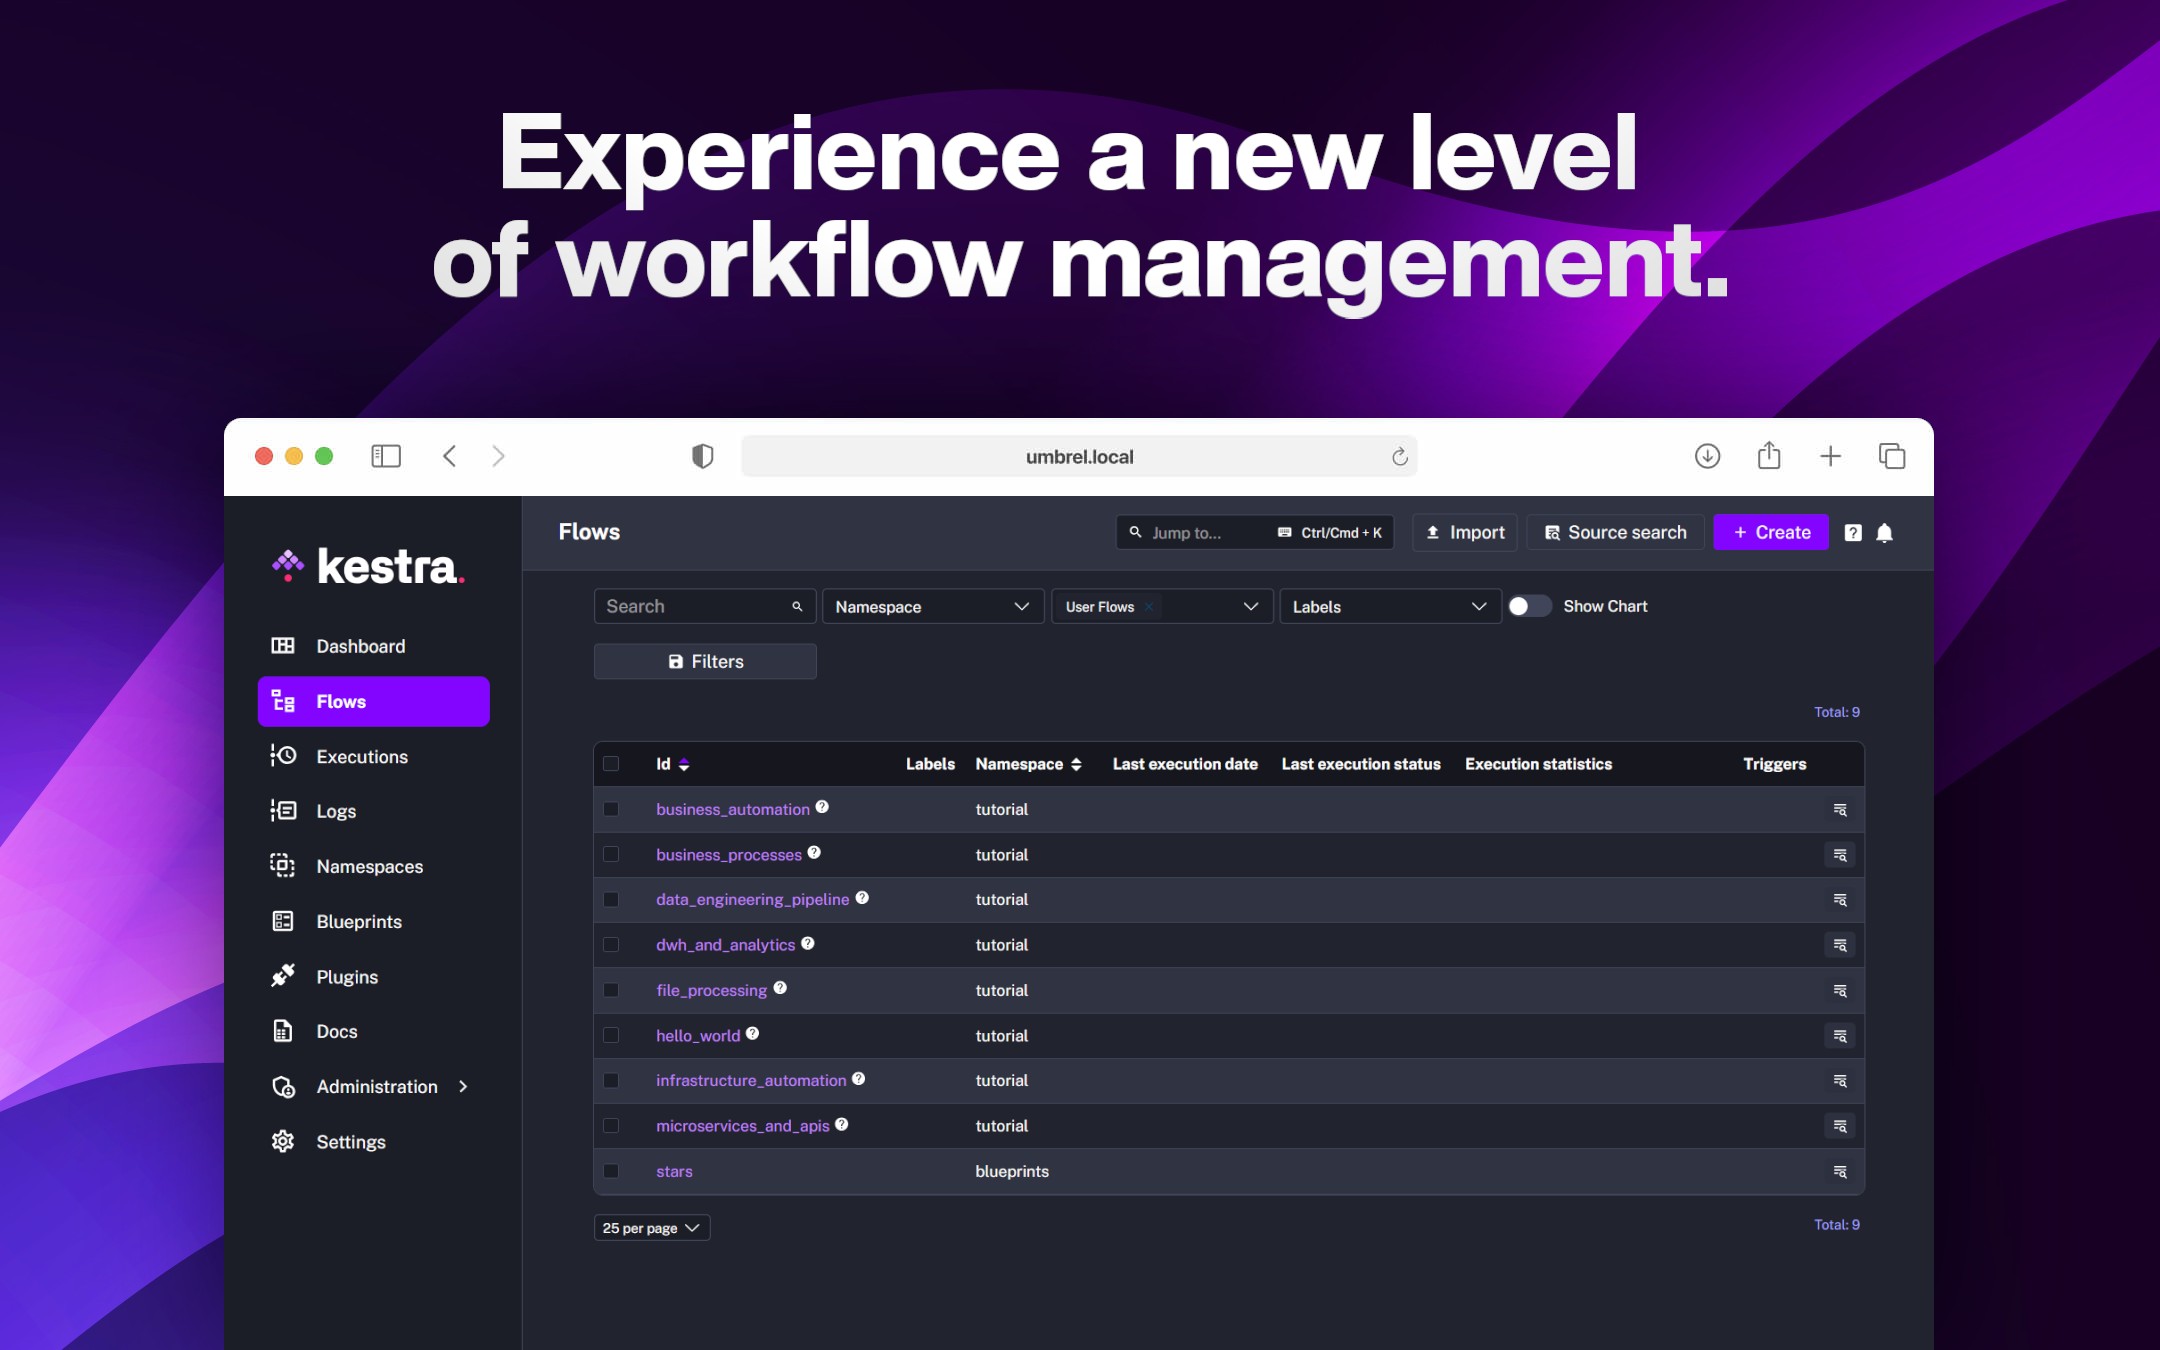 Experience a new level
of workflow management.
umbrel.local
kestra.
Flows
Jump to... Ctrl/Cmd + K
Import
Source search
+ Create
Dashboard
Flows
Executions
Logs
Namespaces
Blueprints
Plugins
Docs
Administration
Settings
Search
Namespace
User Flows
Labels
Show Chart
Filters
Total: 9
Id Labels Namespace Last execution date Last execution status Execution statistics Triggers
business_automation tutorial
business_processes tutorial
data_engineering_pipeline tutorial
dwh_and_analytics tutorial
file_processing tutorial
hello_world tutorial
infrastructure_automation tutorial
microservices_and_apis tutorial
stars blueprints
25 per page
Total: 9